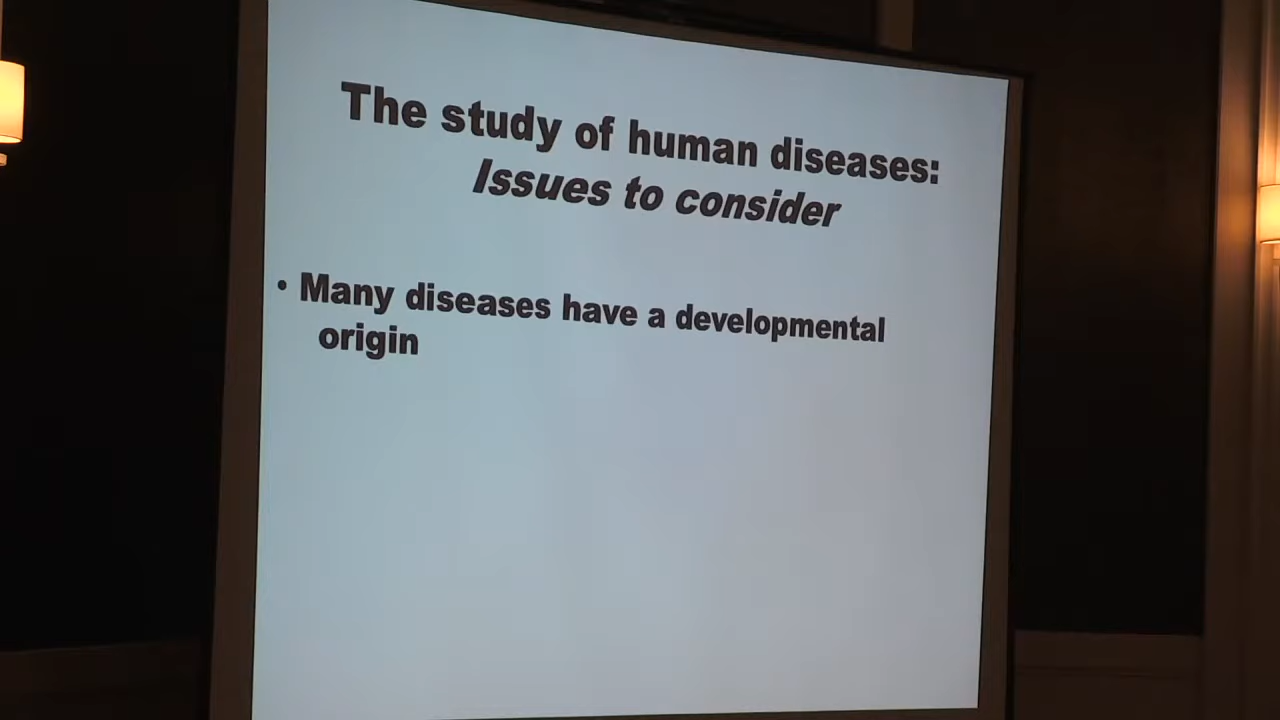 The study of human diseases:
Issues to consider
• Many diseases have a developmental
origin